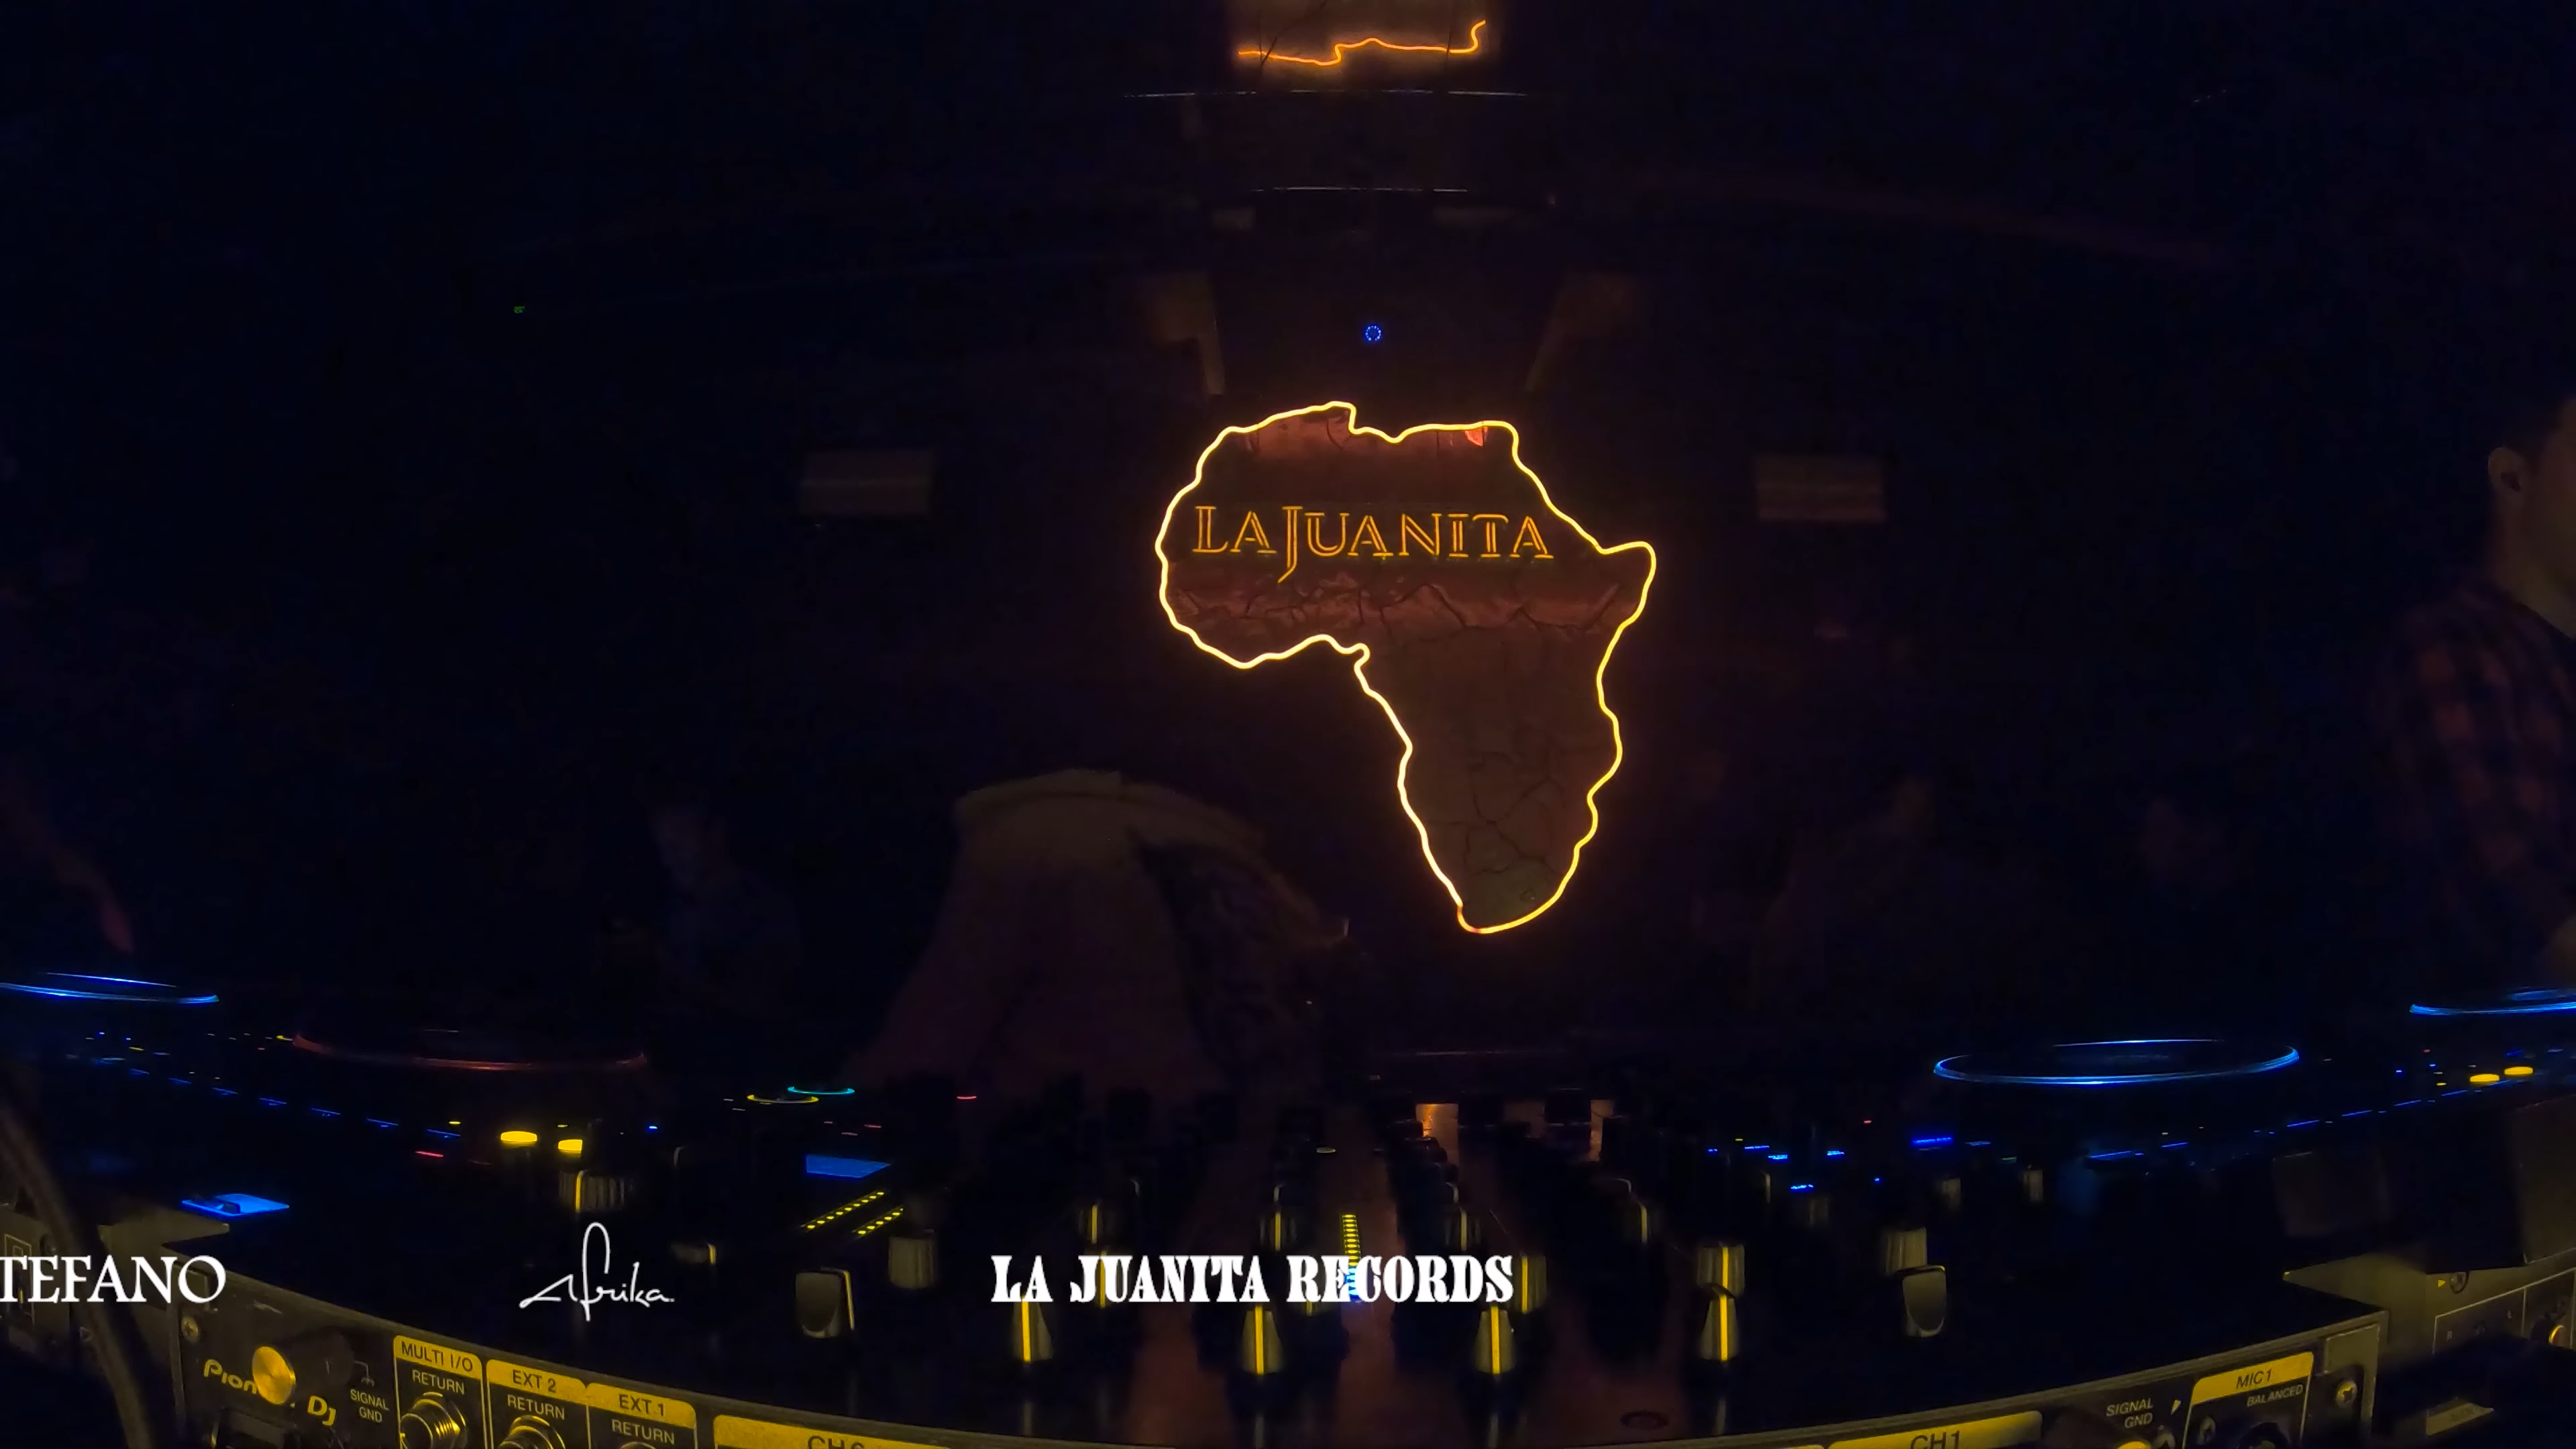 LAJUANITA
TEFANO
Afrika
LA JUANITA RECORDS
MULTI I/O
RETURN
EXT 2
RETURN
EXT 1
RETURN
DJ
SIGNAL
GND
SIGNAL
GND
MIC1
BALANCED
CH1